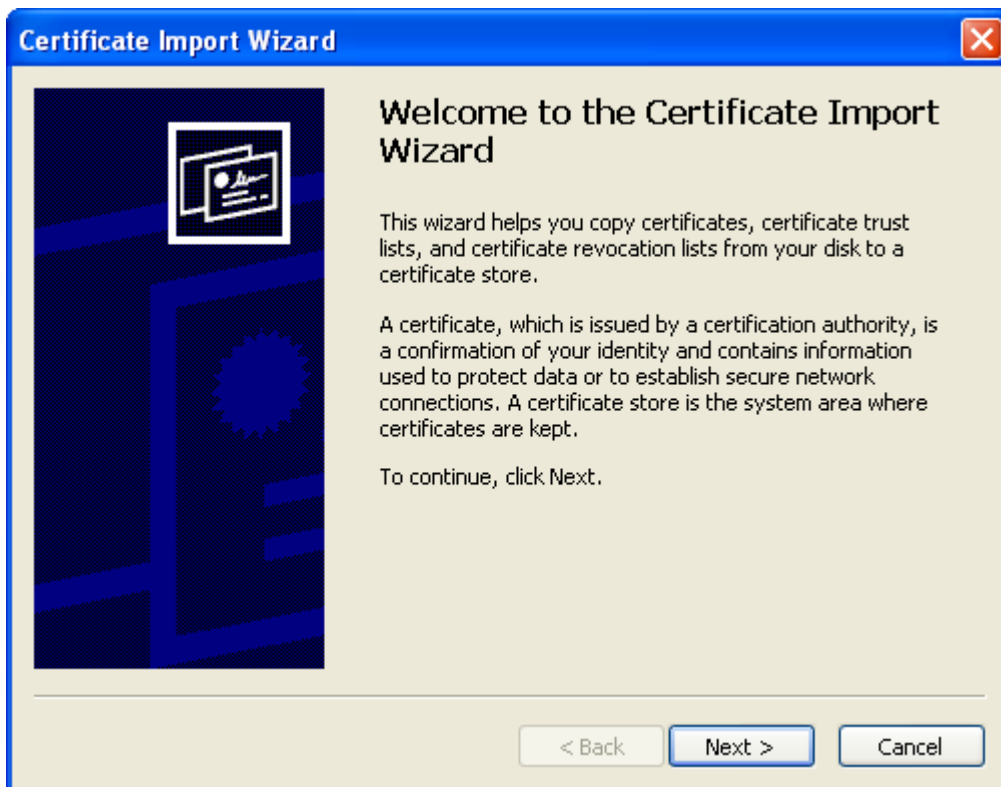 Certificate Import Wizard
Welcome to the Certificate Import
Wizard
This wizard helps you copy certificates, certificate trust
lists, and certificate revocation lists from your disk to a
certificate store.
A certificate, which is issued by a certification authority, is
a confirmation of your identity and contains information
used to protect data or to establish secure network
connections. A certificate store is the system area where
certificates are kept.
To continue, click Next.
< Back
Next >
Cancel